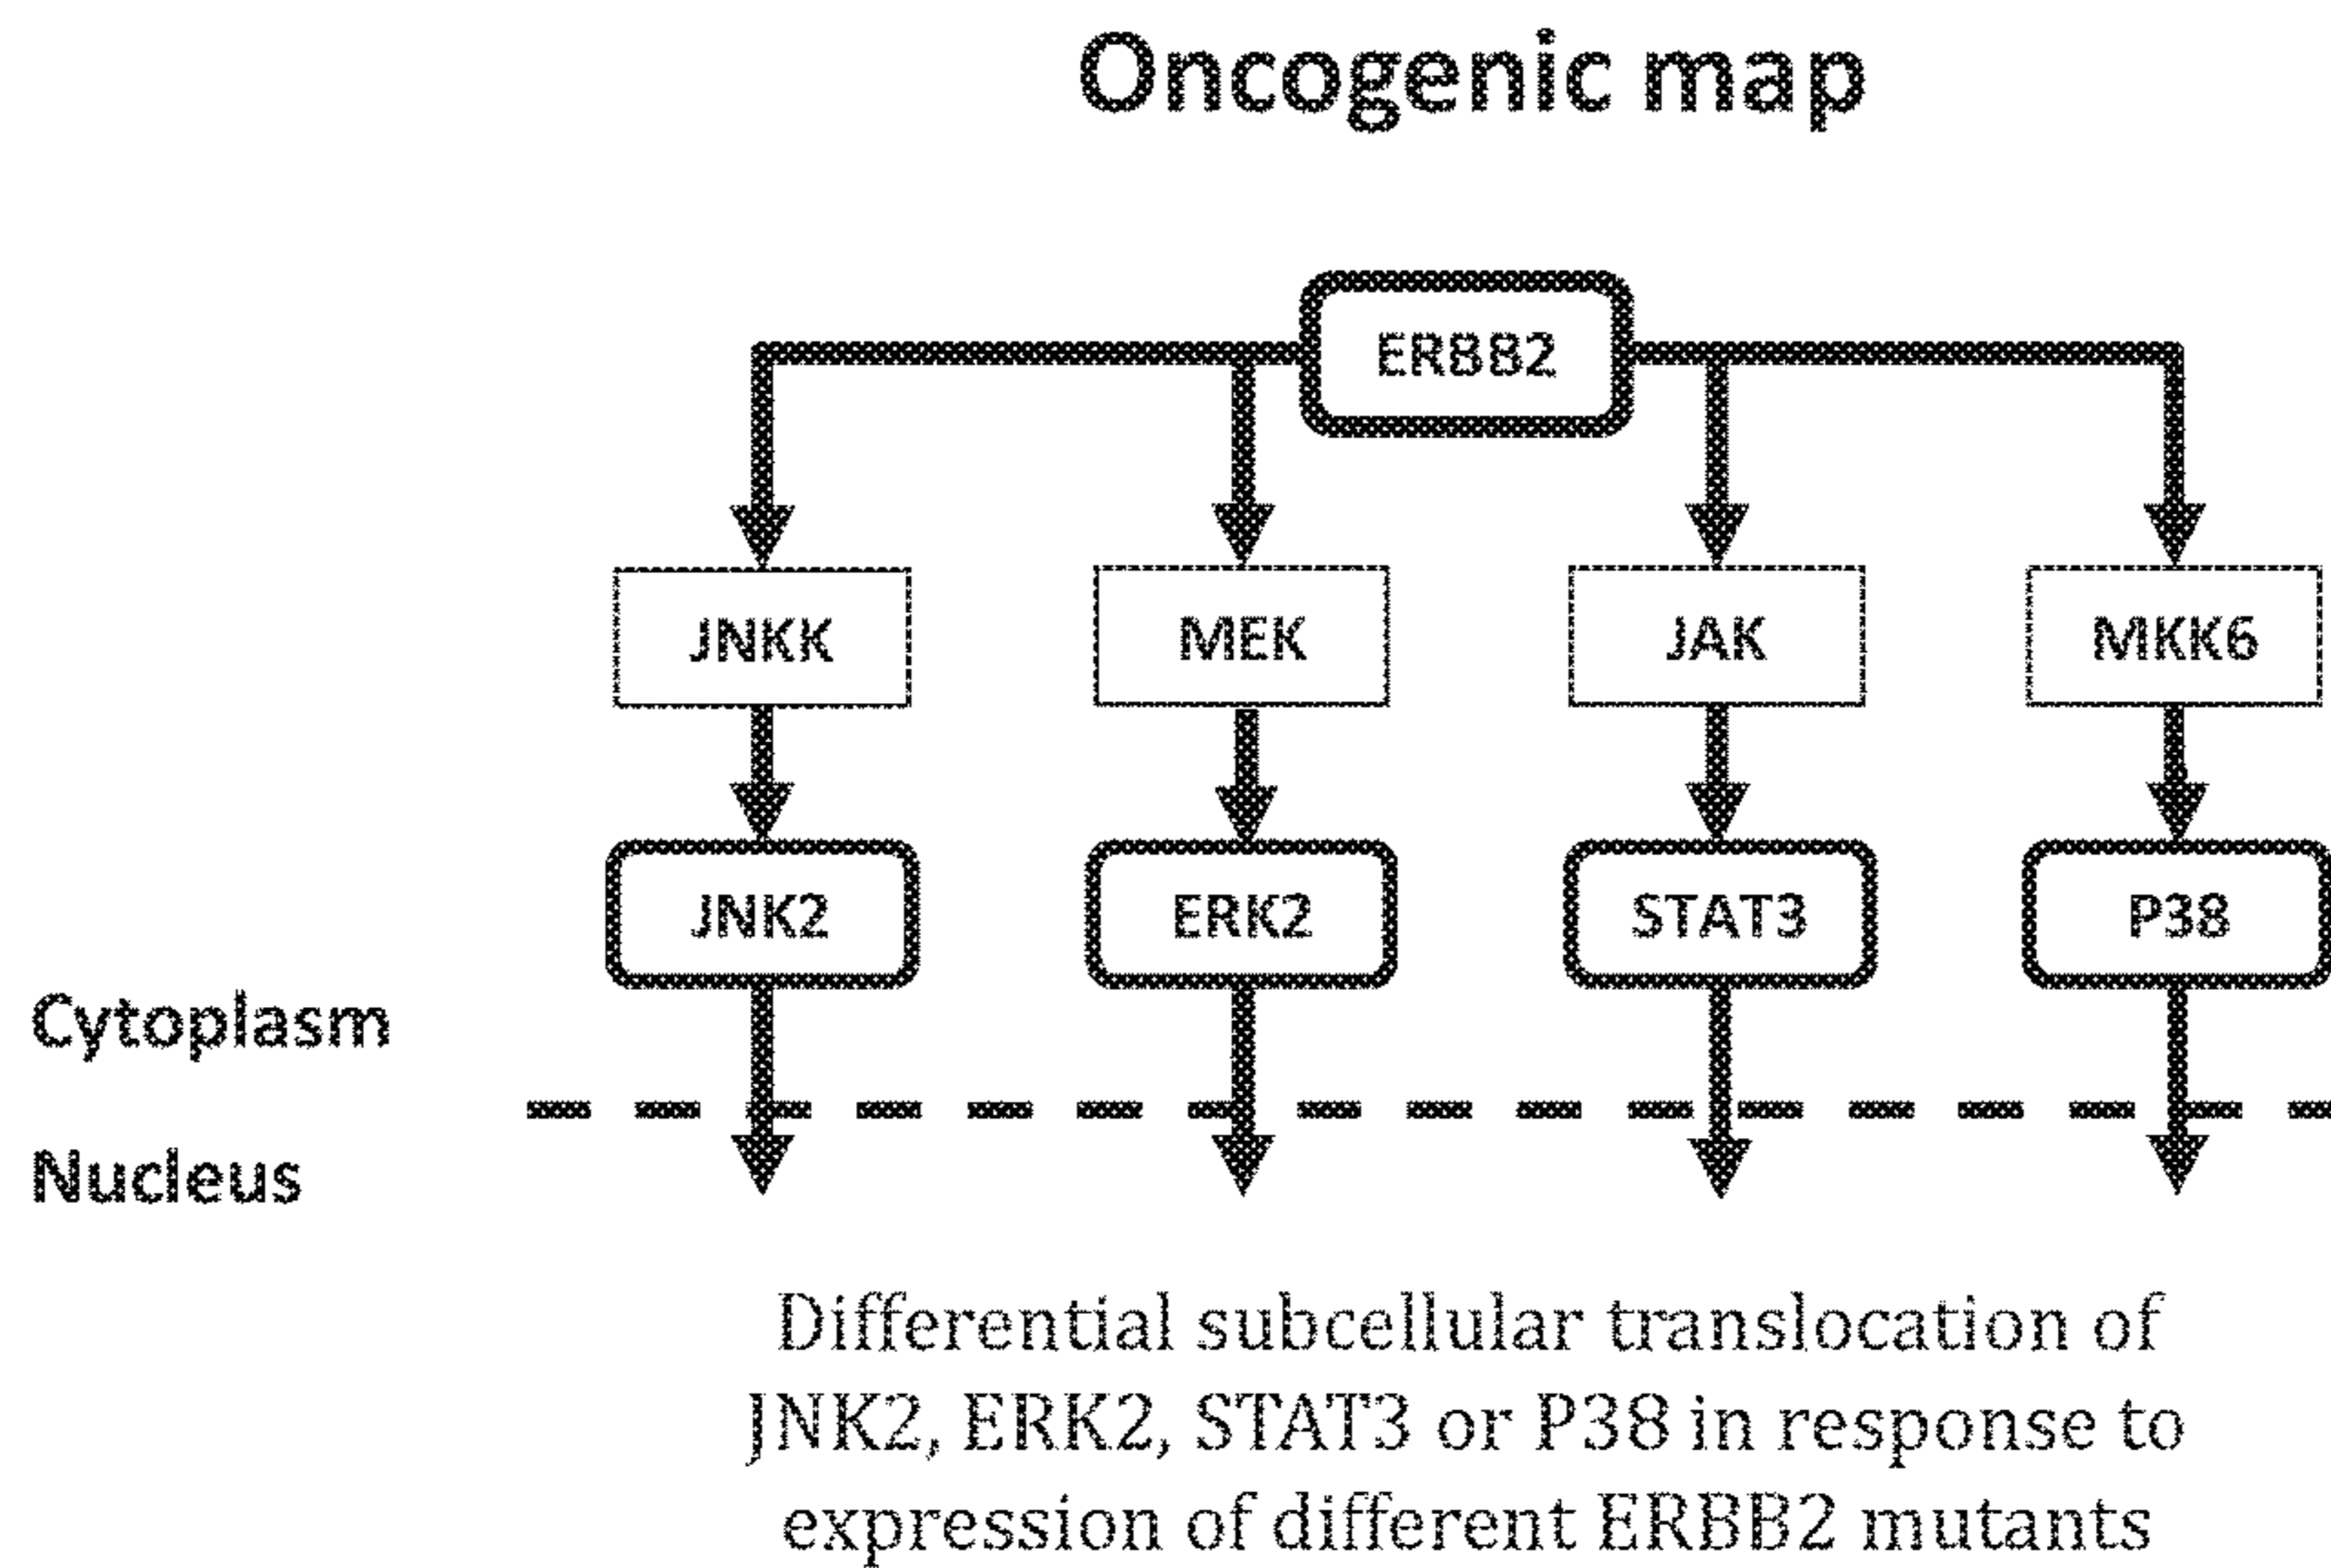 Oncogenic map
ERBB2
JNKK MEK JAK MKK6
JNK2 ERK2 STAT3 P38
Cytoplasm
Nucleus
Differential subcellular translocation of
JNK2, ERK2, STAT3 or P38 in response to
expression of different ERBB2 mutants